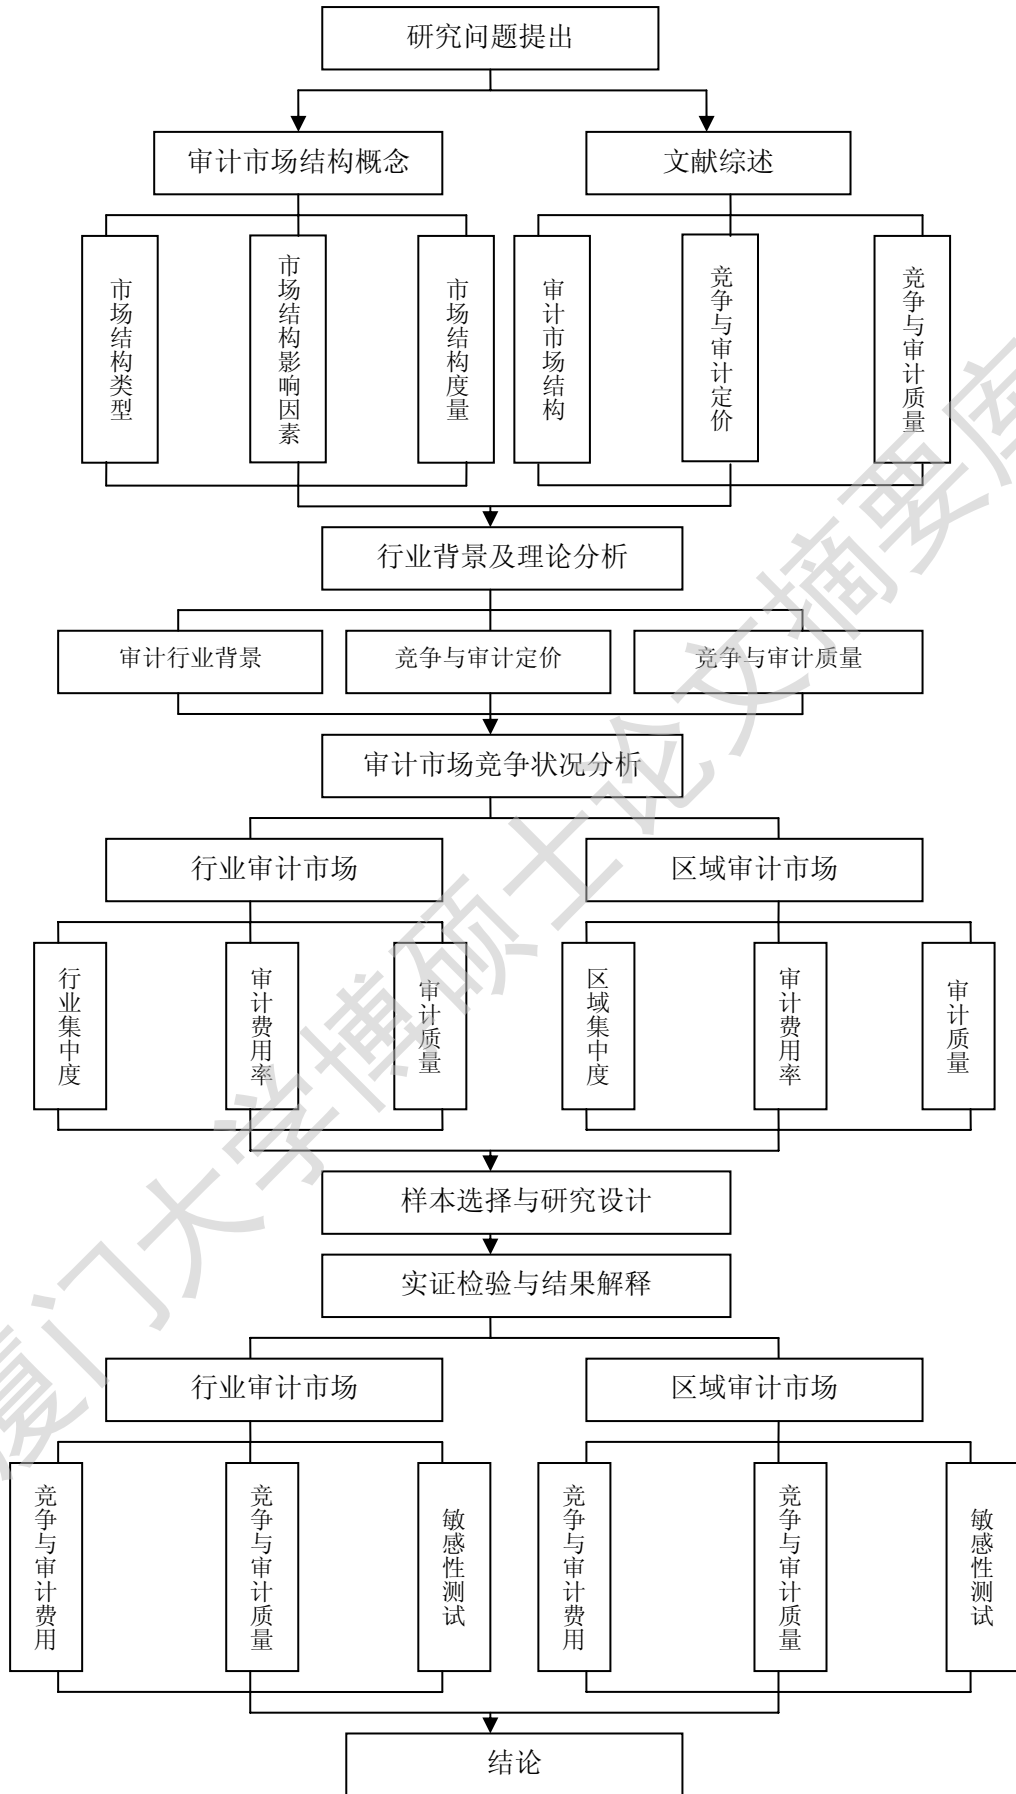 研究问题提出
审计市场结构概念
文献综述
市场结构类型
市场结构影响因素
市场结构度量
审计市场结构
竞争与审计定价
竞争与审计质量
行业背景及理论分析
审计行业背景
竞争与审计定价
竞争与审计质量
审计市场竞争状况分析
行业审计市场
区域审计市场
行业集中度
审计费用率
审计质量
区域集中度
审计费用率
审计质量
样本选择与研究设计
实证检验与结果解释
行业审计市场
区域审计市场
竞争与审计费用
竞争与审计质量
敏感性测试
竞争与审计费用
竞争与审计质量
敏感性测试
结论
厦门大学博硕士论文摘要库